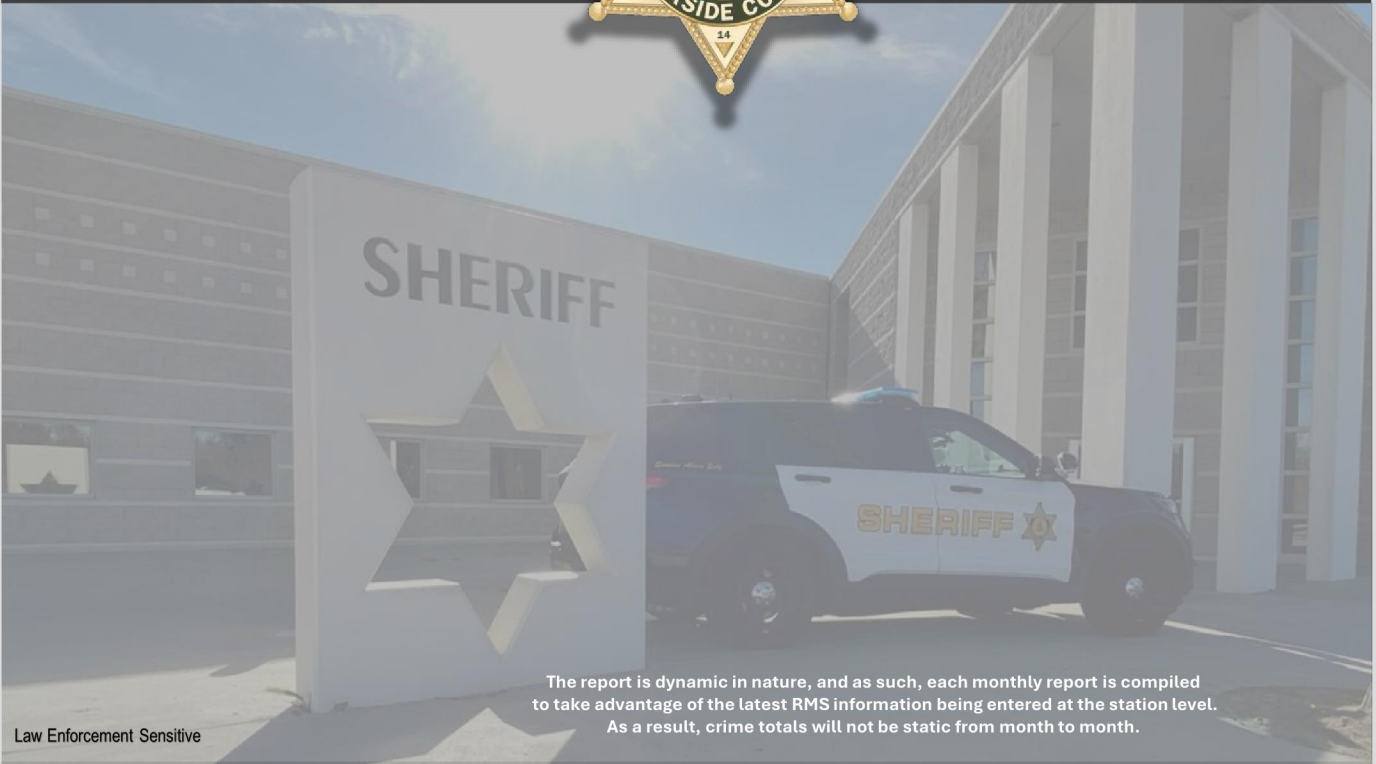 SIDE CO
14
SHERIFF
SHERIFF
The report is dynamic in nature, and as such, each monthly report is compiled
to take advantage of the latest RMS information being entered at the station level.
As a result, crime totals will not be static from month to month.
Law Enforcement Sensitive